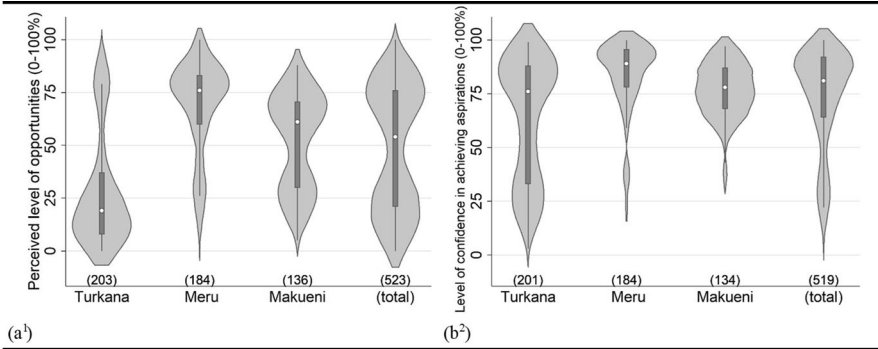 Perceived level of opportunities (0-100%)
100
75
50
25
0
(203) (184) (136) (523)
Turkana Meru Makueni (total)
(a¹)
Level of confidence in achieving aspirations (0-100%)
100
75
50
25
0
(201) (184) (134) (519)
Turkana Meru Makueni (total)
(b²)